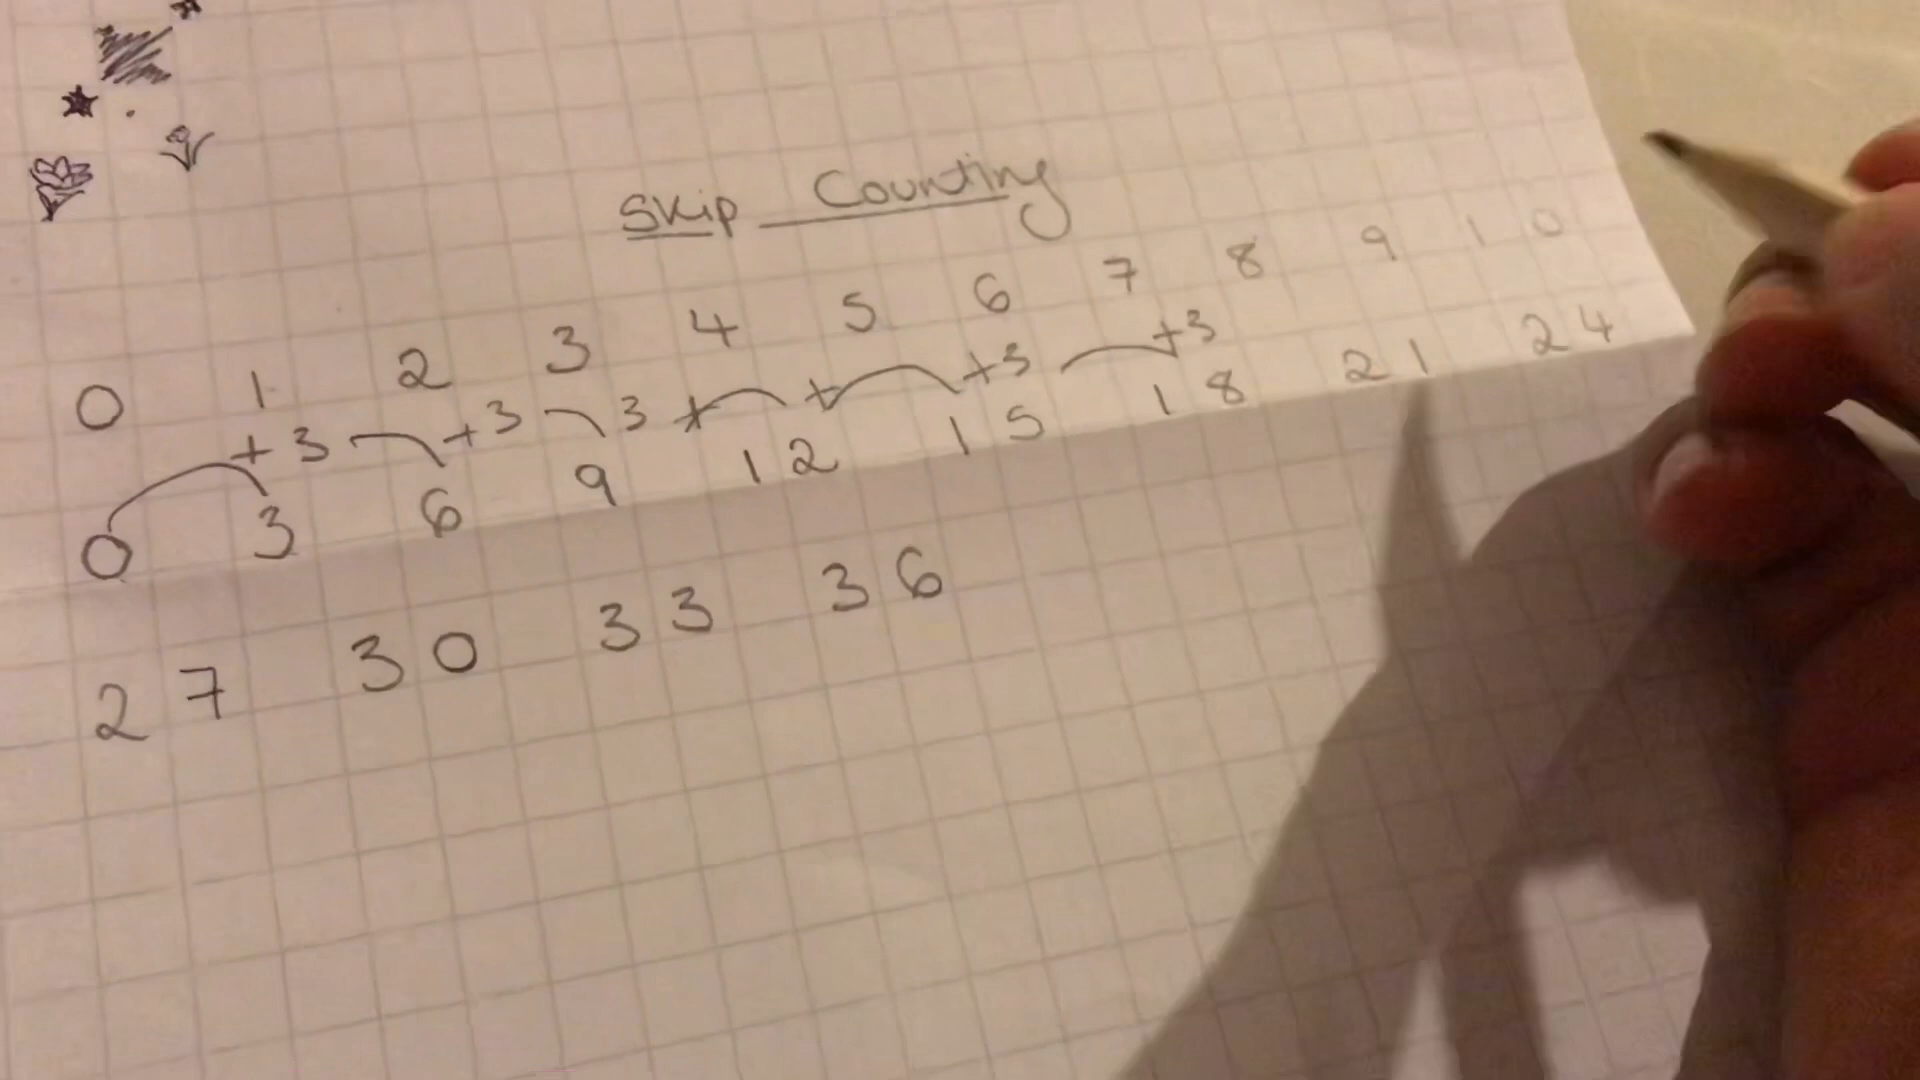 Skip Counting
0 1 2 3 4 5 6 7 8 9 10
+3 +3 3 + + +3 +3
0 3 6 9 12 15 18 21 24
27 30 33 36